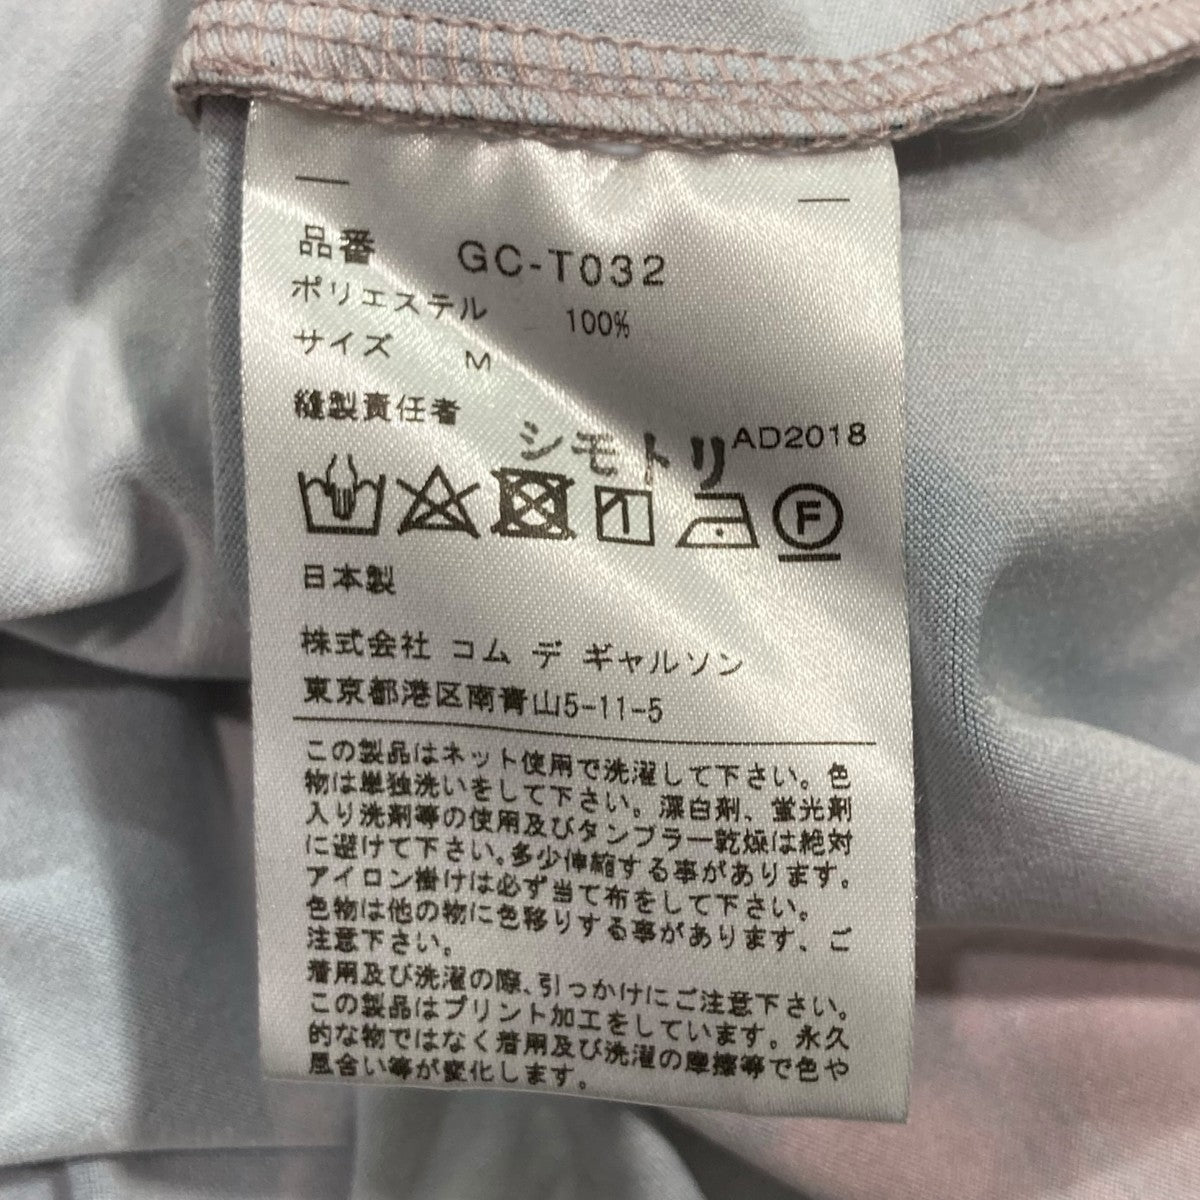 品番 GC-T032
ポリエステル 100%
サイズ M
縫製責任者 シモトリ AD2018
F
日本製
株式会社 コム デ ギャルソン
東京都港区南青山5-11-5
この製品はネット使用で洗濯して下さい。色
物は単独洗いをして下さい。漂白剤、蛍光剤
入り洗剤等の使用及びタンブラー乾燥は絶対
に避けて下さい。多少伸縮する事があります。
アイロン掛けは必ず当て布をして下さい。
色物は他の物に色移りする事があります、ご
注意下さい。
着用及び洗濯の際、引っかけにご注意下さい。
この製品はプリント加工をしています。永久
的な物ではなく着用及び洗濯の摩擦等で色や
風合い等が変化します。